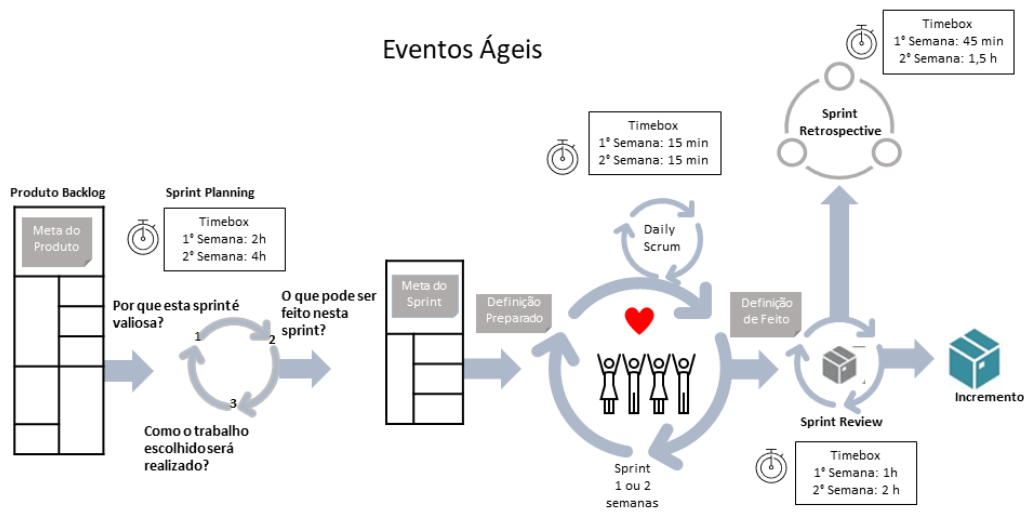 Eventos Ágeis
Timebox
1° Semana: 45 min
2° Semana: 1,5 h
Sprint
Retrospective
Timebox
1° Semana: 15 min
2° Semana: 15 min
Produto Backlog
Sprint Planning
Meta do
Produto
Timebox
1° Semana: 2h
2° Semana: 4h
Daily
Scrum
Por que esta sprint é
valiosa?
O que pode ser
feito nesta
sprint?
1
2
3
Como o trabalho
escolhido será
realizado?
Meta do
Sprint
Definição
Preparado
Definição
de Feito
Sprint
1 ou 2
semanas
Sprint Review
Incremento
Timebox
1° Semana: 1h
2° Semana: 2 h